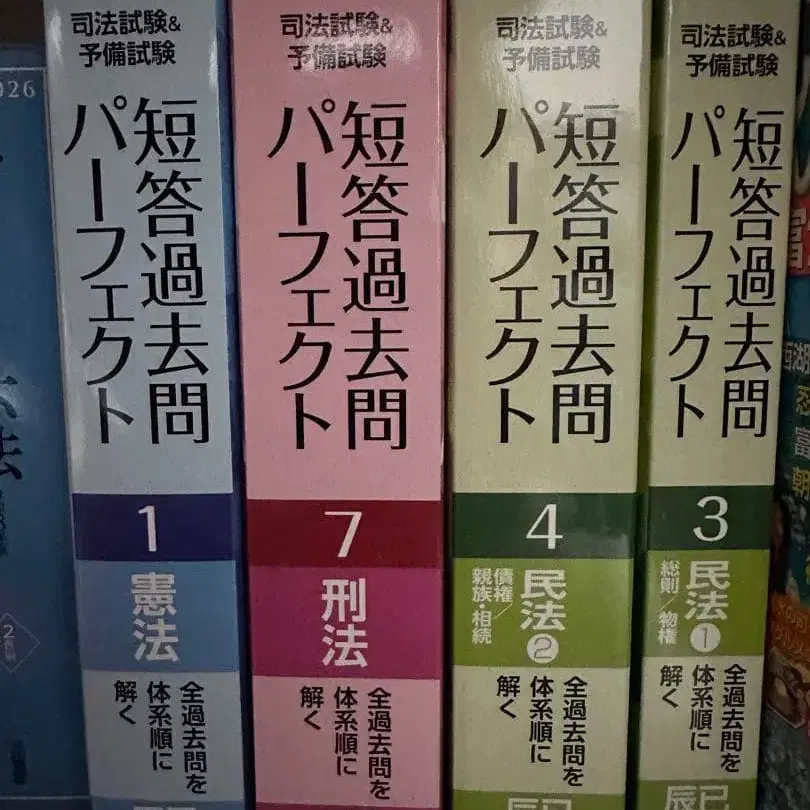 026
法
2
司法試験&
予備試験
短答過去問
パーフェクト
1
憲法
全過去問を
体系順に
解く
司法試験&
予備試験
短答過去問
パーフェクト
7
刑法
全過去問を
体系順に
解く
司法試験&
予備試験
短答過去問
パーフェクト
4
民法2
債権/
親族・相続
全過去問を
体系順に
解く
司法試験&
予備試験
短答過去問
パーフェクト
3
民法1
総則/物権
全過去問を
体系順に
解く
辰已
富
朝